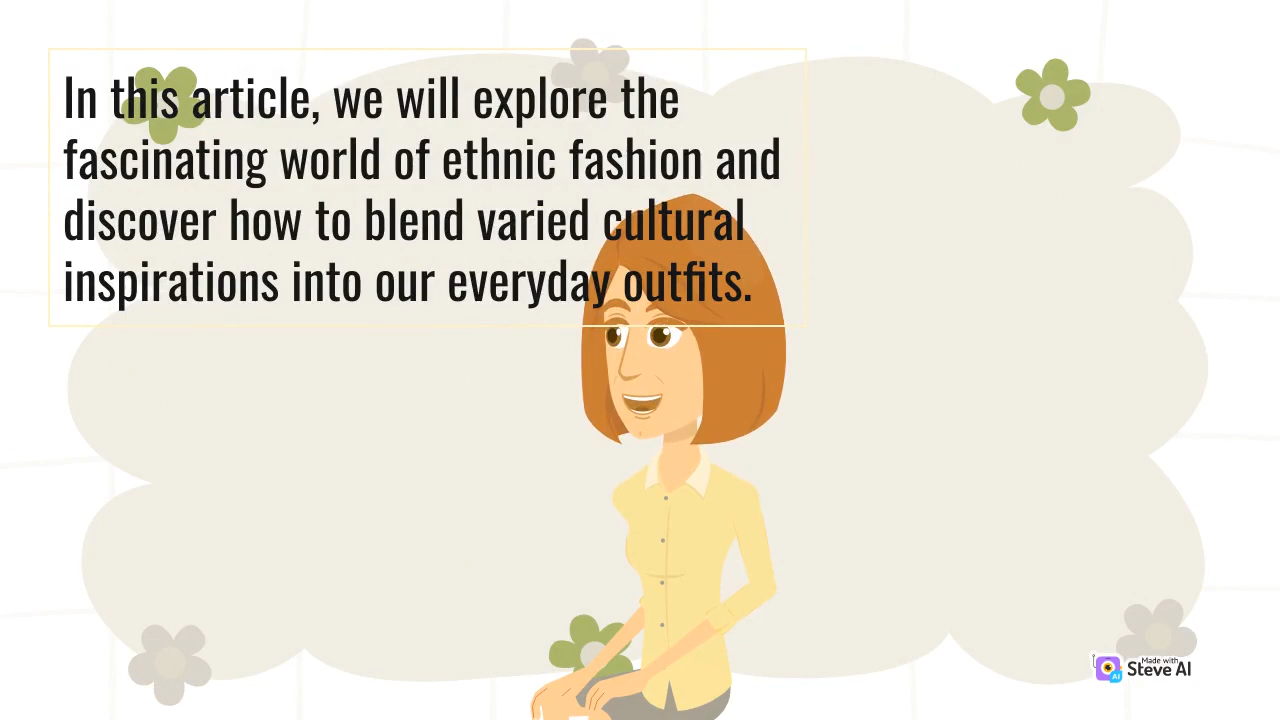 In this article, we will explore the
fascinating world of ethnic fashion and
discover how to blend varied cultural
inspirations into our everyday outfits.
Made with
Steve AI
AI